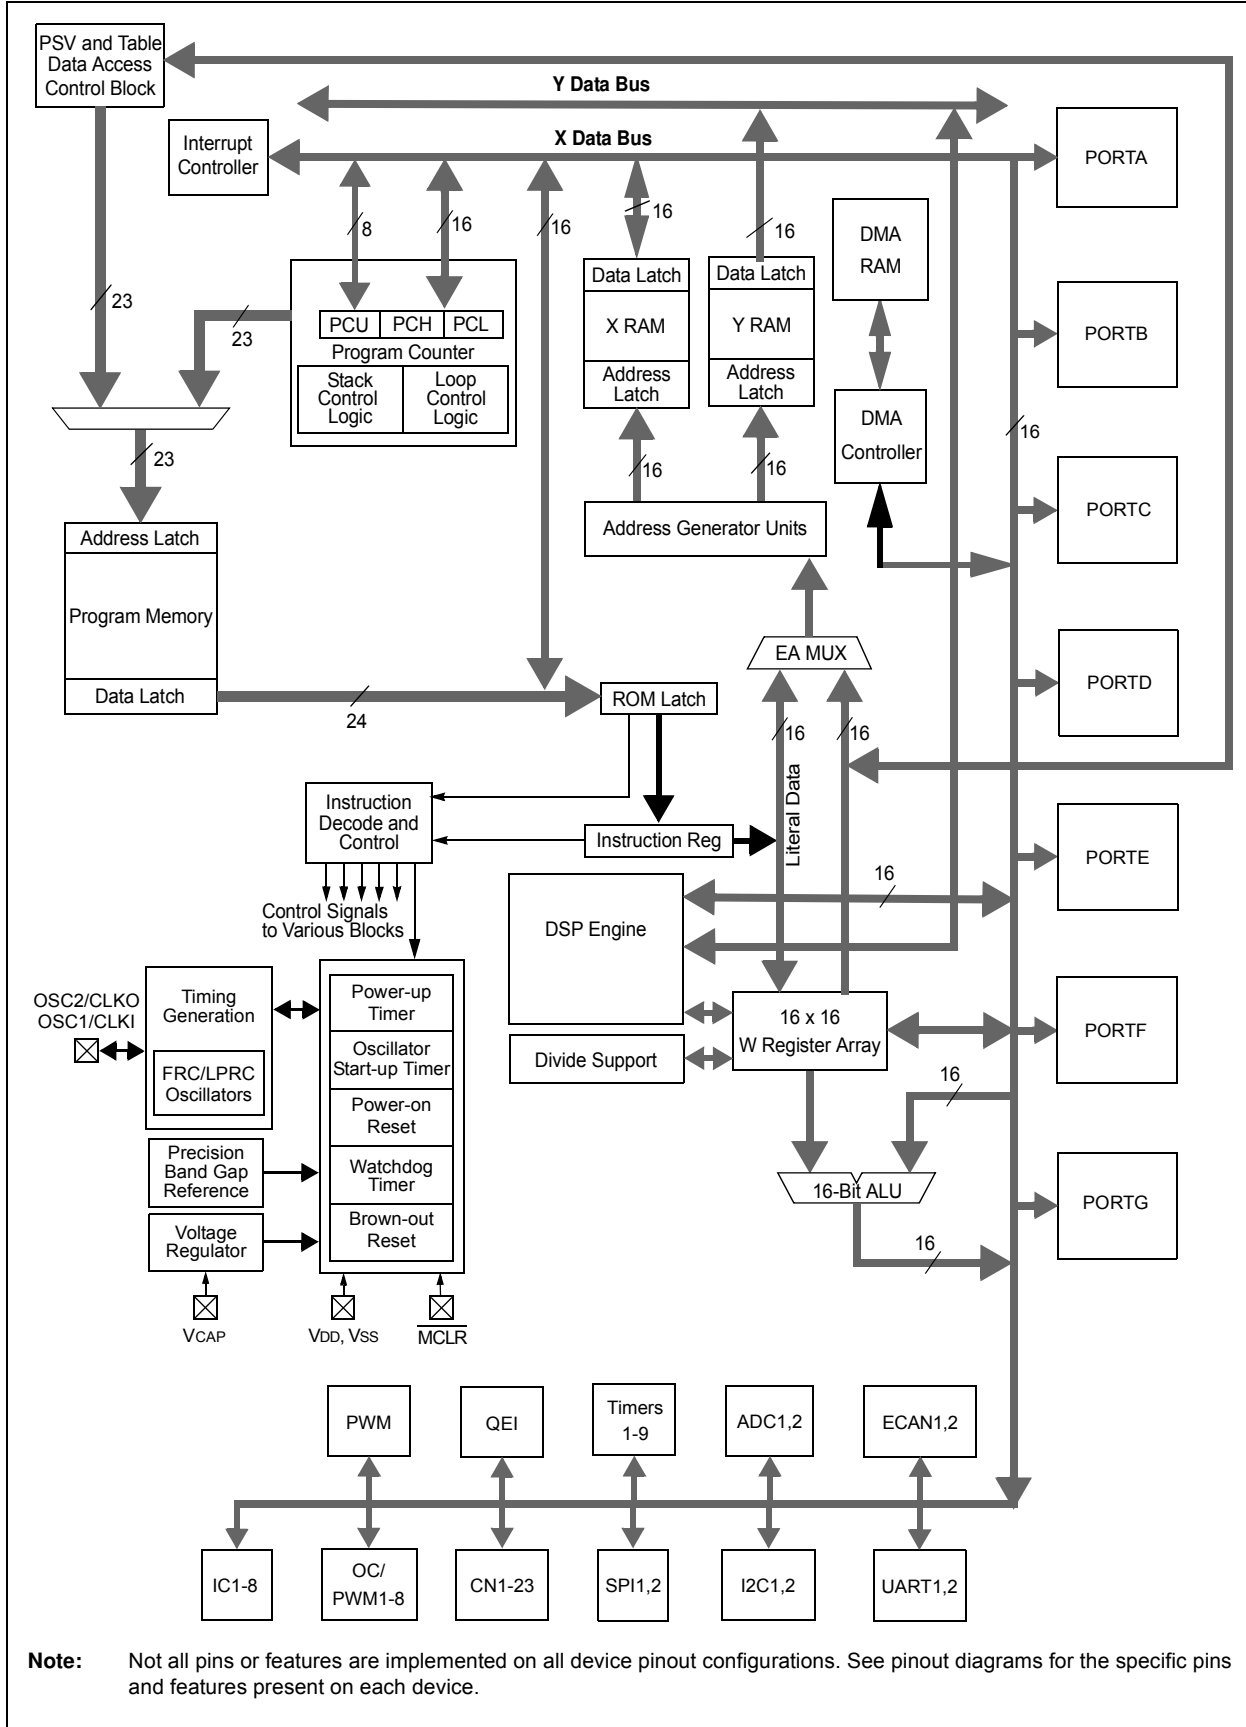 PSV and Table
Data Access
Control Block
Y Data Bus
X Data Bus
Interrupt
Controller
PORTA
8
16
16
16
16
DMA
RAM
Data Latch
Data Latch
23
23
X RAM
Y RAM
PORTB
PCU
PCH
PCL
Program Counter
Stack
Control
Logic
Loop
Control
Logic
Address
Latch
Address
Latch
DMA
Controller
16
23
16
16
PORTC
Address Latch
Address Generator Units
Program Memory
EA MUX
PORTD
Data Latch
24
ROM Latch
16
16
Literal Data
Instruction
Decode and
Control
Instruction Reg
PORTE
16
Control Signals
to Various Blocks
DSP Engine
OSC2/CLKO
OSC1/CLKI
Timing
Generation
Power-up
Timer
16 x 16
W Register Array
PORTF
FRC/LPRC
Oscillators
Oscillator
Start-up Timer
Divide Support
16
Power-on
Reset
Precision
Band Gap
Reference
Watchdog
Timer
16-Bit ALU
PORTG
Voltage
Regulator
Brown-out
Reset
16
VCAP
VDD, VSS
MCLR
PWM
QEI
Timers
1-9
ADC1,2
ECAN1,2
IC1-8
OC/
PWM1-8
CN1-23
SPI1,2
I2C1,2
UART1,2
Note: Not all pins or features are implemented on all device pinout configurations. See pinout diagrams for the specific pins
and features present on each device.